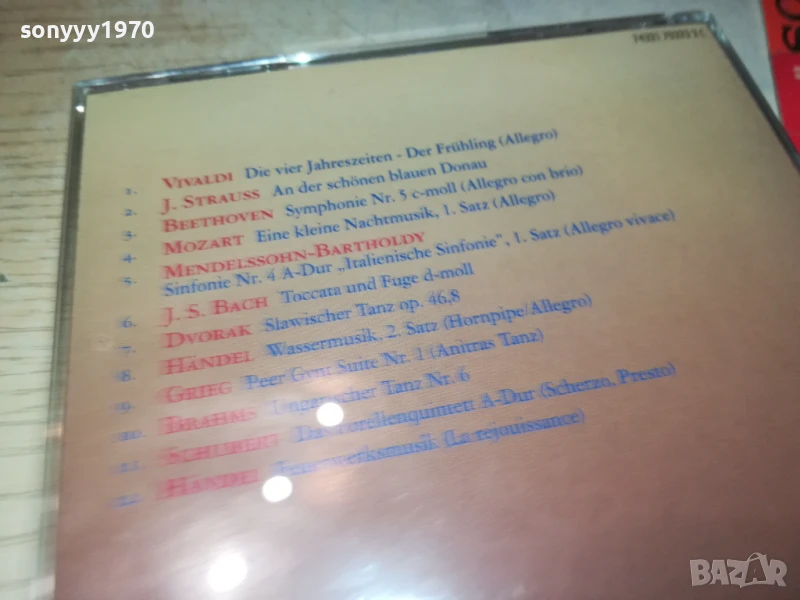 sonyyy1970
1. VIVALDI Die vier Jahreszeiten - Der Frühling (Allegro)
2. J. STRAUSS An der schönen blauen Donau
3. BEETHOVEN Symphonie Nr. 5 c-moll (Allegro con brio)
4. MOZART Eine kleine Nachtmusik, 1. Satz (Allegro)
5. MENDELSSOHN-BARTHOLDY
Sinfonie Nr. 4 A-Dur „Italienische Sinfonie", 1. Satz (Allegro vivace)
6. J. S. BACH Toccata und Fuge d-moll
7. DVORAK Slawischer Tanz op. 46,8
8. HÄNDEL Wassermusik, 2. Satz (Hornpipe/Allegro)
9. GRIEG Peer Gynt Suite Nr. 1 (Anitras Tanz)
10. BRAHMS Ungarischer Tanz Nr. 6
11. SCHUBERT Das Forellenquintett A-Dur (Scherzo, Presto)
12. HÄNDEL Feuerwerksmusik (La rejouissance)
BAZAR